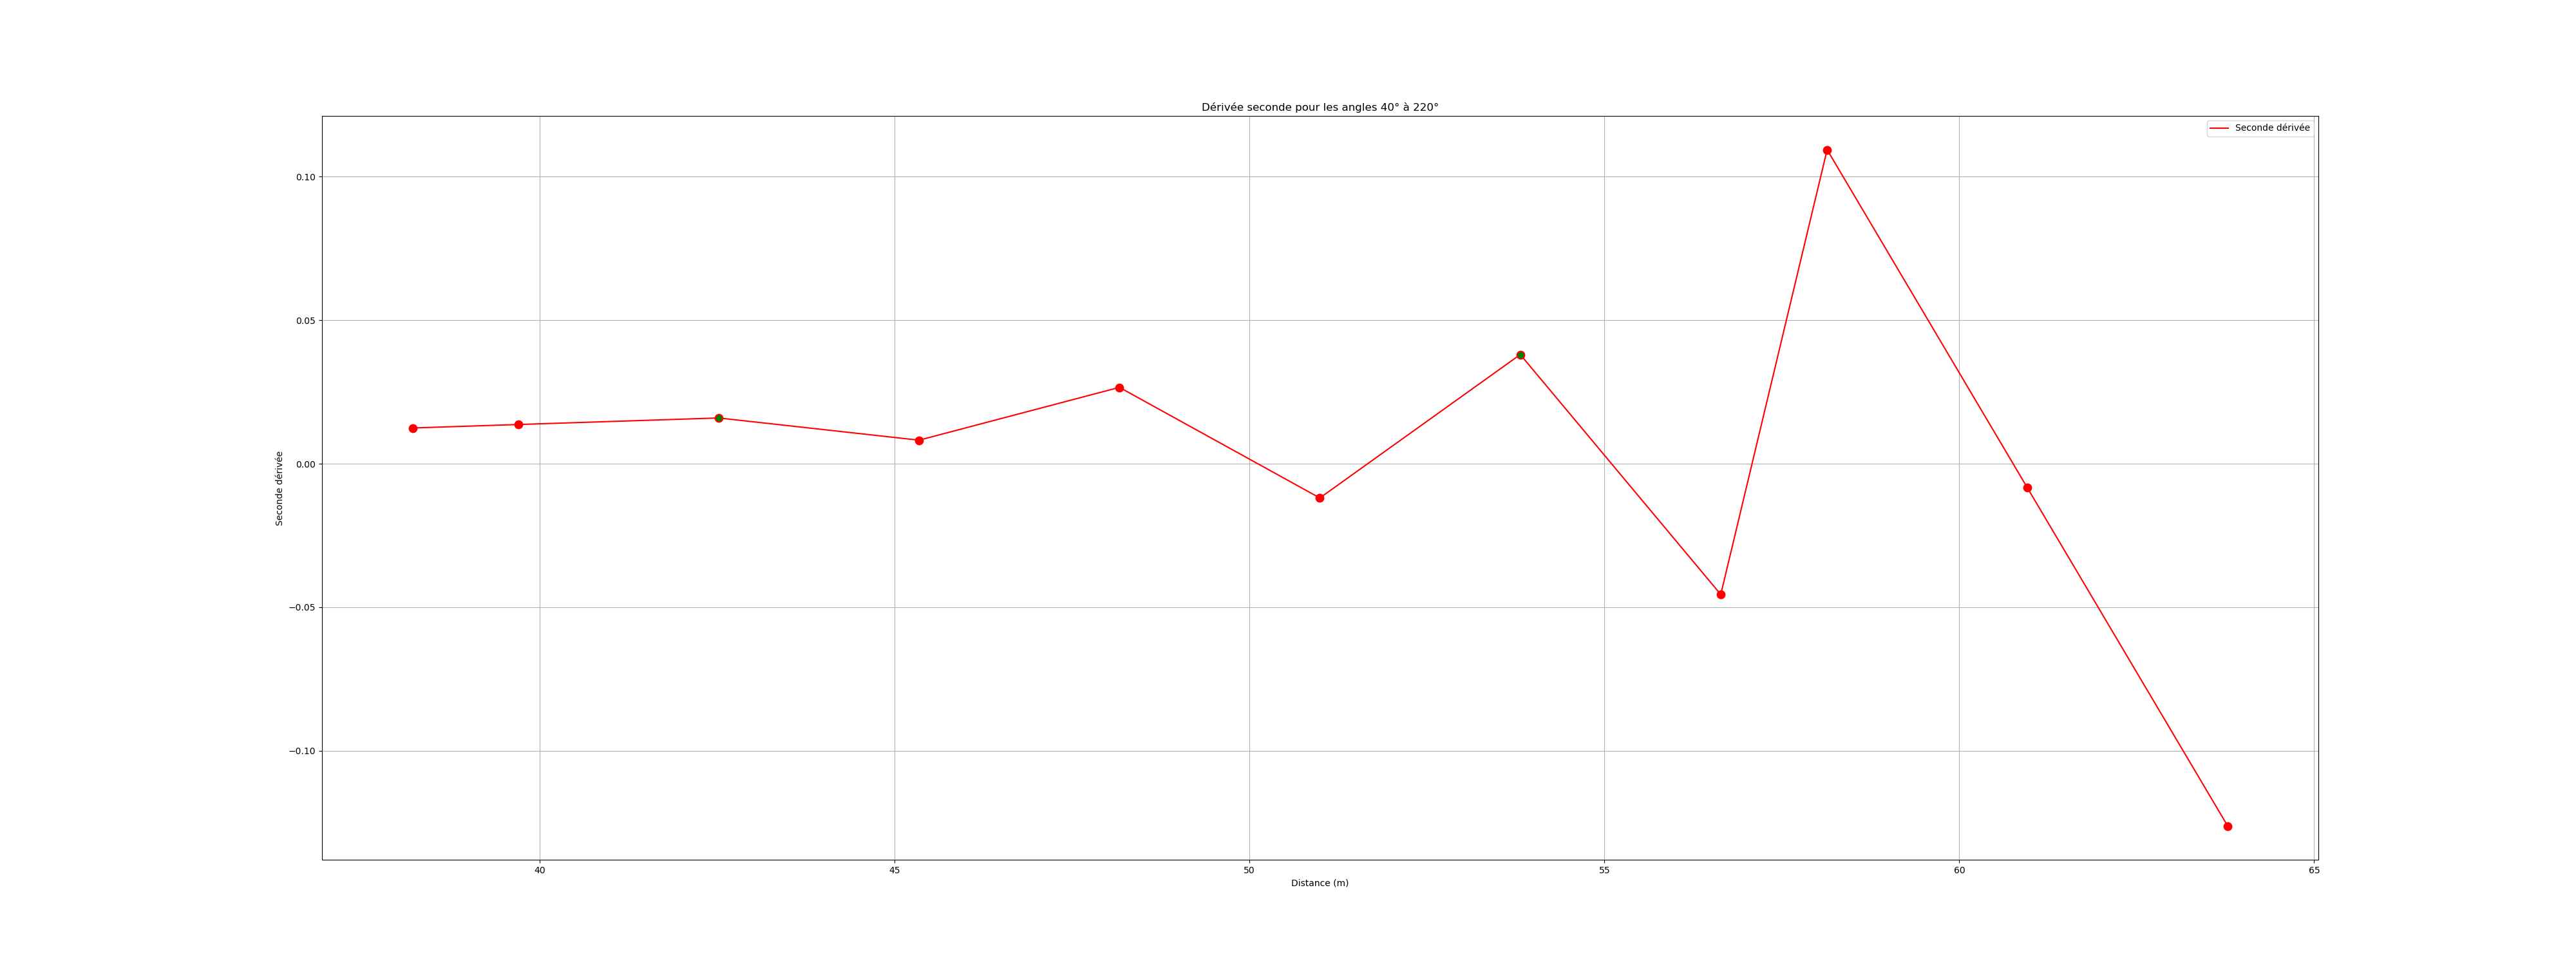 Dérivée seconde pour les angles 40° à 220°
Seconde dérivée
0.10
0.05
0.00
−0.05
−0.10
Seconde dérivée
40 45 50 55 60 65
Distance (m)